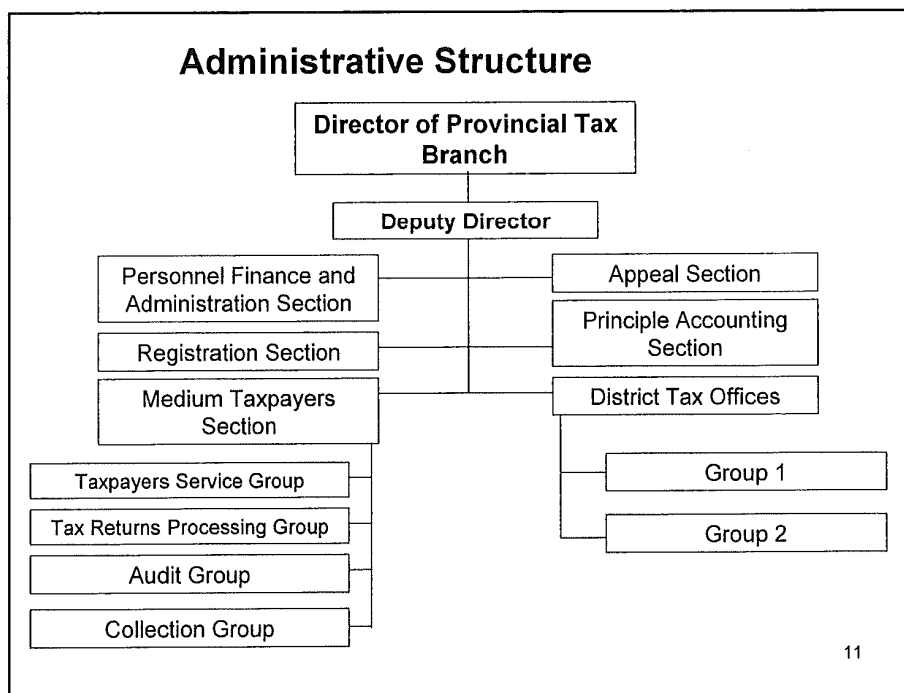 Administrative Structure
Director of Provincial Tax
Branch
Deputy Director
Personnel Finance and
Administration Section
Appeal Section
Registration Section
Principle Accounting
Section
Medium Taxpayers
Section
District Tax Offices
Taxpayers Service Group
Tax Returns Processing Group
Audit Group
Collection Group
Group 1
Group 2
11